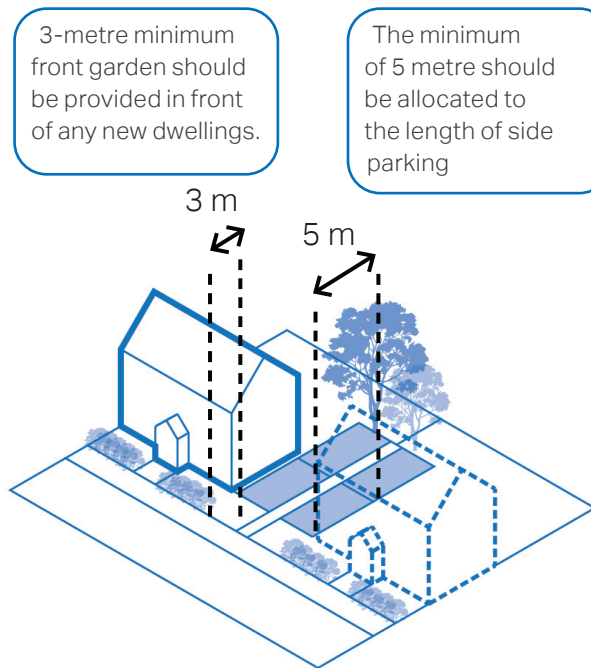 3-metre minimum
front garden should
be provided in front
of any new dwellings.
The minimum
of 5 metre should
be allocated to
the length of side
parking
3 m
5 m